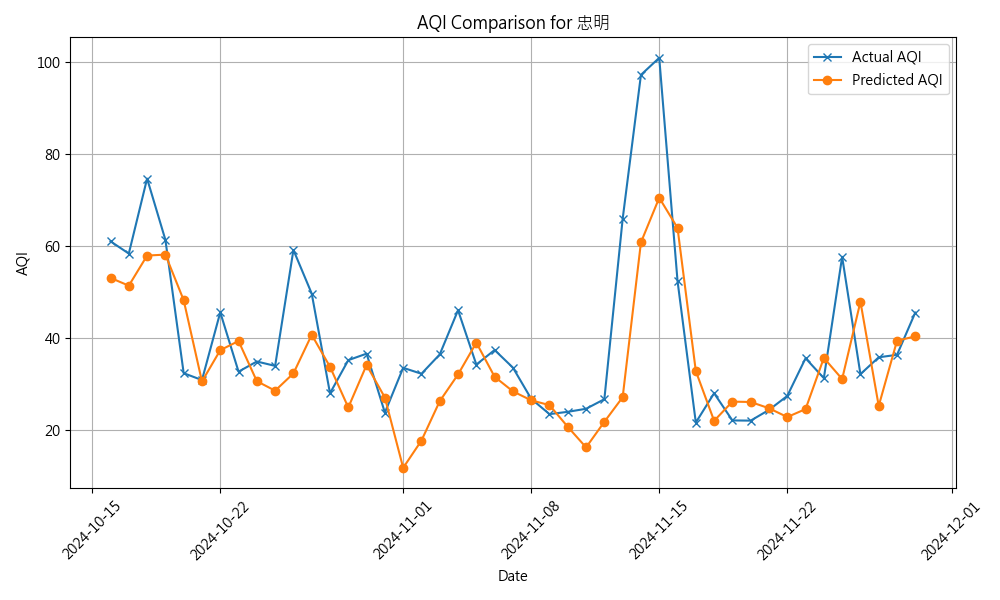 AQI Comparison for 忠明
Actual AQI
Predicted AQI
AQI
100
80
60
40
20
2024-10-15
2024-10-22
2024-11-01
2024-11-08
2024-11-15
2024-11-22
2024-12-01
Date